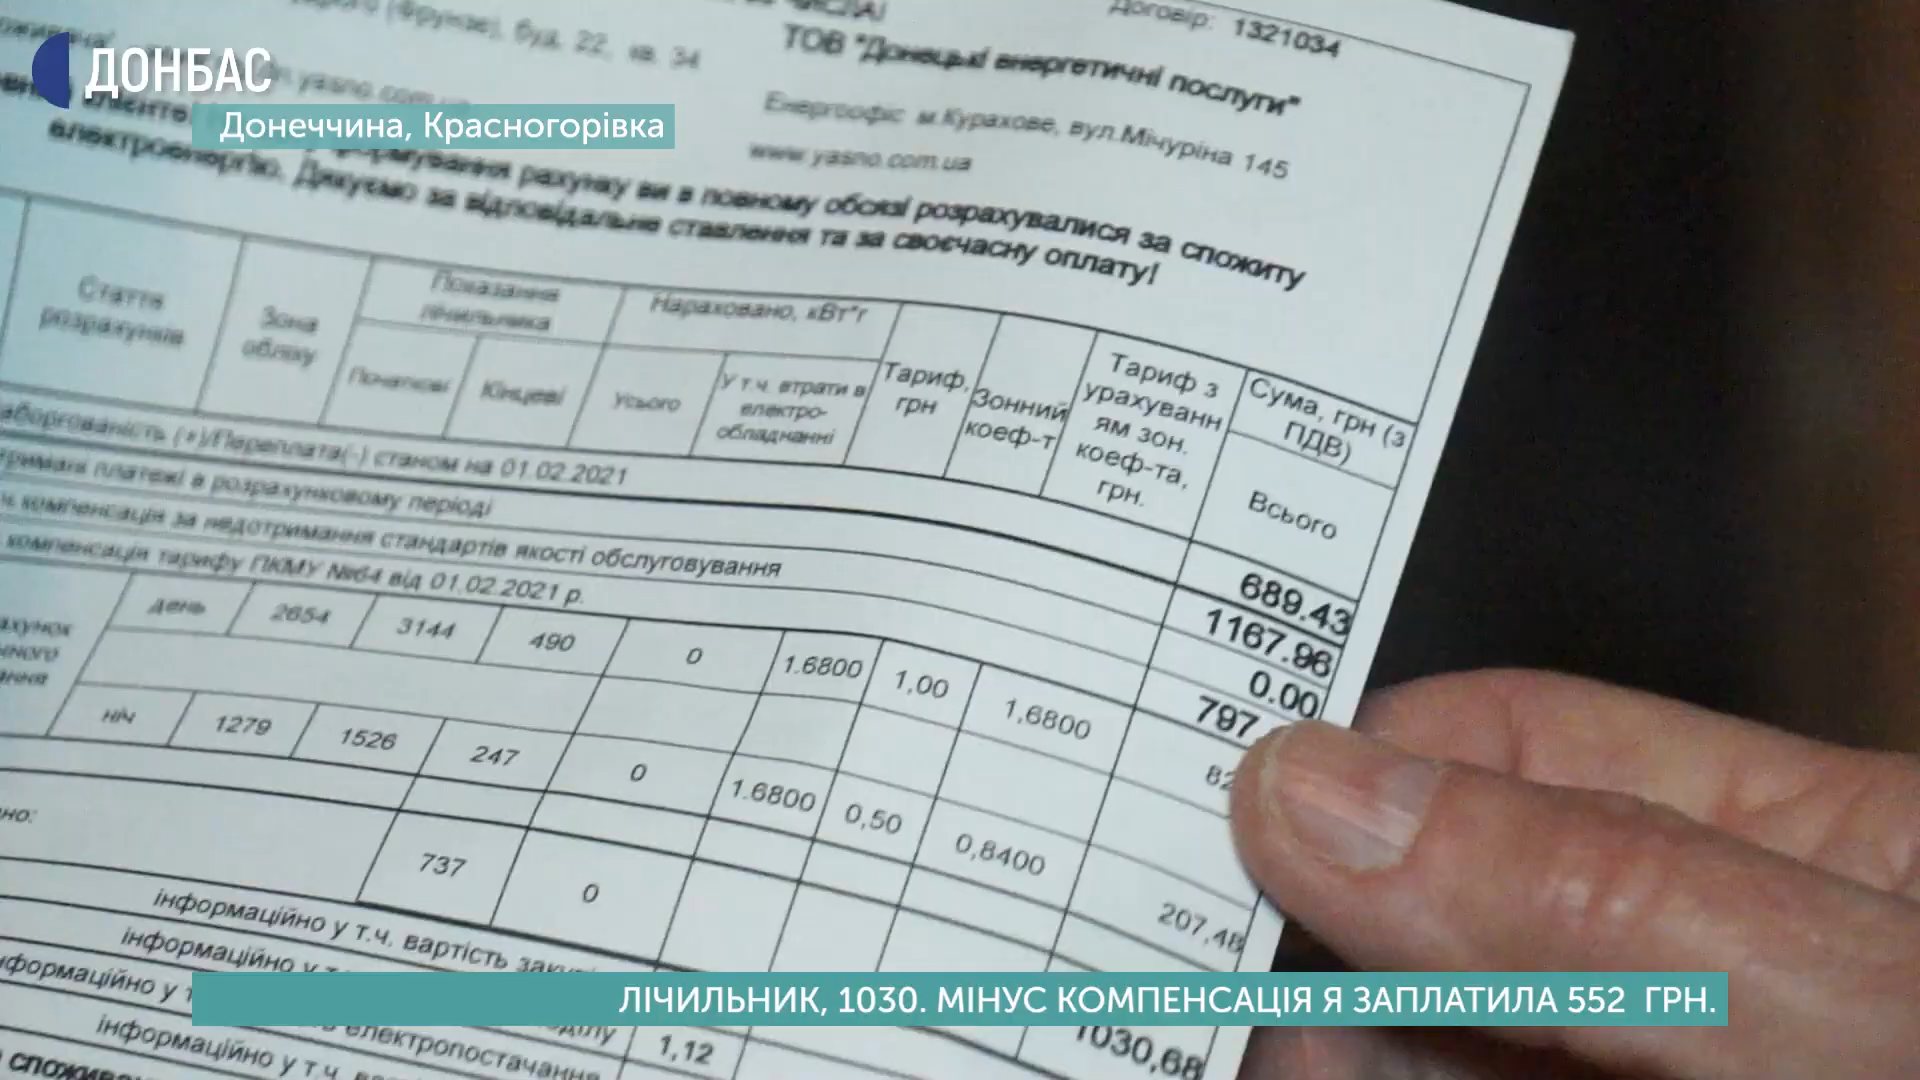 ДОНБАС
Донеччина, Красногорівка
(Фрунзе), буд. 22, кв. 34
Договір: 1321034
ТОВ "Донецькі енергетичні послуги"
Енергоофіс м.Курахове, вул.Мічуріна 145
www.yasno.com.ua
формування рахунку ви в повному обсязі розрахувалися за спожиту
електроенергію. Дякуємо за відповідальне ставлення та за своєчасну оплату!
Стаття розрахунків
Зона обліку
Показання лічильника
Початкові
Кінцеві
Нараховано, кВт*г
Усього
У т.ч. втрати в електро-обладнанні
Тариф, грн
Зонний коеф-т
Тариф з урахуванн ям зон. коеф-та, грн.
Сума, грн (з ПДВ)
Всього
аборгованість (+)/Переплата(-) станом на 01.02.2021 689.43
тримані платежі в розрахунковому періоді 1167.96
компенсація за недотримання стандартів якості обслуговування 0.00
компенсація тарифу ПКМУ №64 від 01.02.2021 р. 797.
день 2654 3144 490 0 1.6800 1,00 1,6800 82
ніч 1279 1526 247 0 1.6800 0,50 0,8400 207,48
но: 737 0
інформаційно у т.ч. вартість
інформаційно у
формаційно у
ЛІЧИЛЬНИК, 1030. МІНУС КОМПЕНСАЦІЯ Я ЗАПЛАТИЛА 552 ГРН.
інформаційно у т.ч. електропостачання 1,12 1030,68